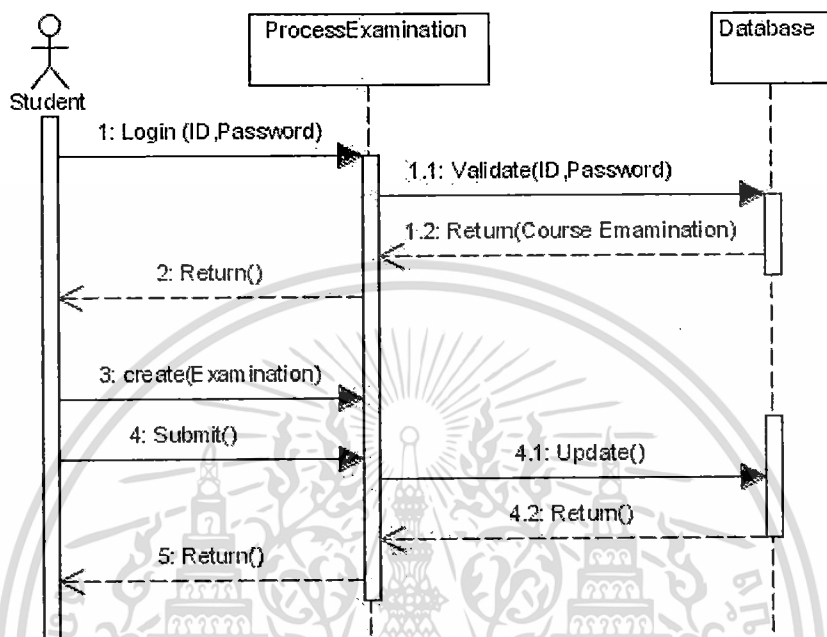 ProcessExamination
Database
Student
1: Login (ID,Password)
1.1: Validate(ID,Password)
1.2: Return(Course Emamination)
2: Return()
3: create(Examination)
4: Submit()
4.1: Update()
4.2: Return()
5: Return()